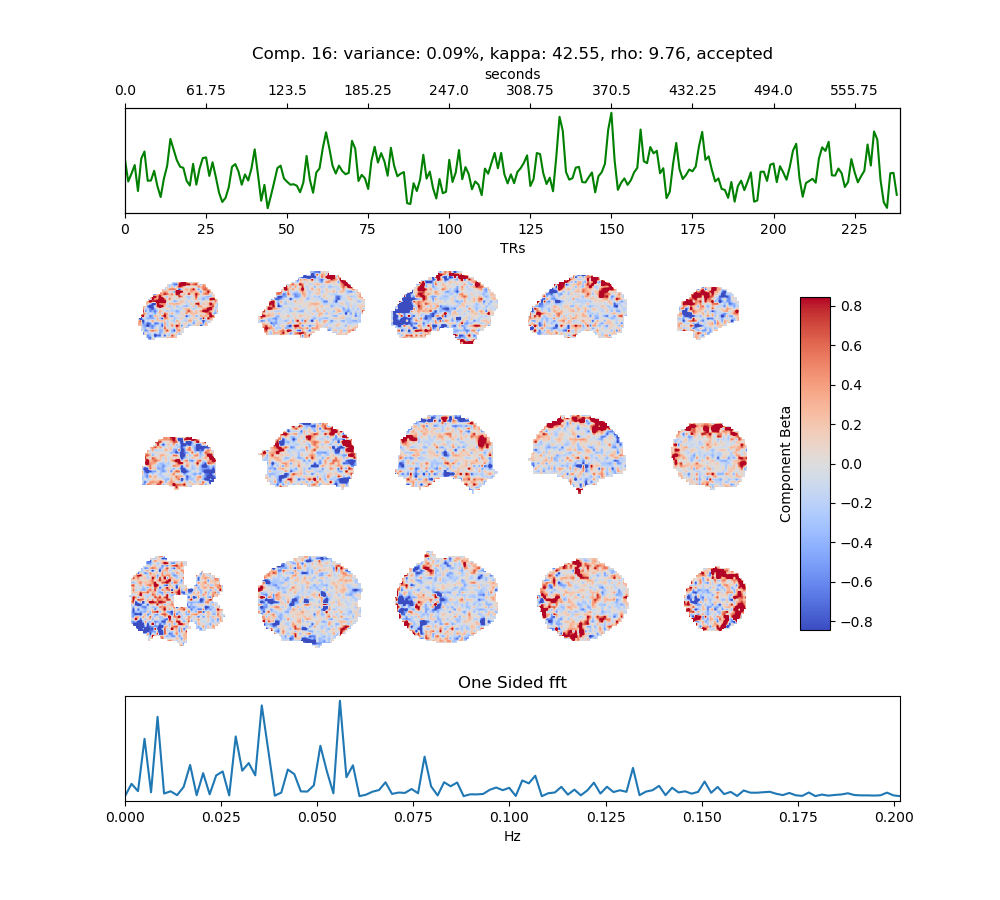 Comp. 16: variance: 0.09%, kappa: 42.55, rho: 9.76, accepted
seconds
0.0 61.75 123.5 185.25 247.0 308.75 370.5 432.25 494.0 555.75
0 25 50 75 100 125 150 175 200 225
TRs
0.8
0.6
0.4
0.2
0.0
−0.2
−0.4
−0.6
−0.8
Component Beta
One Sided fft
0.000 0.025 0.050 0.075 0.100 0.125 0.150 0.175 0.200
Hz